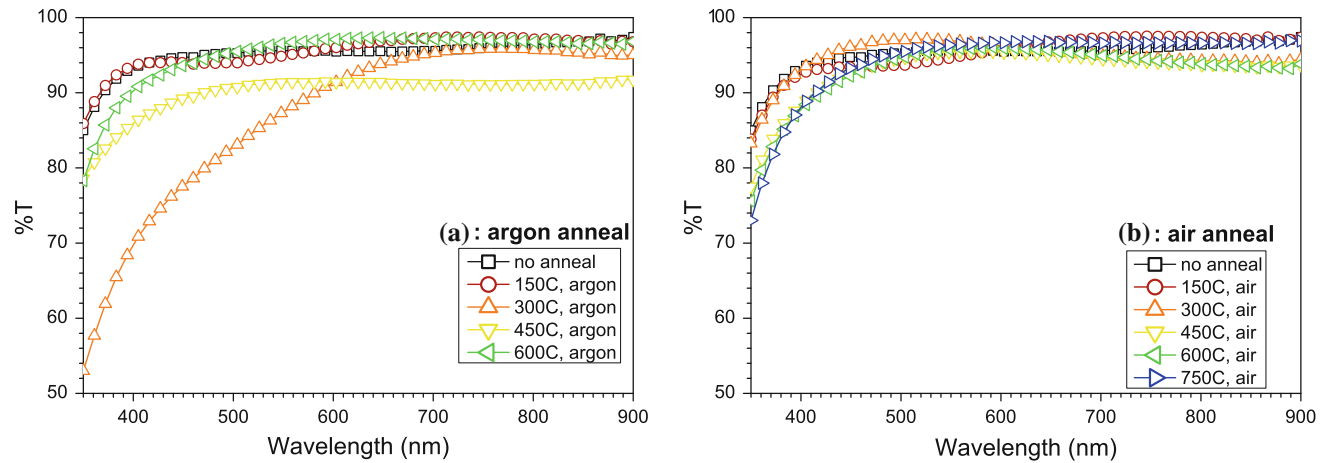 100
90
80
70
60
50
%T
400
500
600
700
800
900
Wavelength (nm)
(a) : argon anneal
no anneal
150C, argon
300C, argon
450C, argon
600C, argon
100
90
80
70
60
50
%T
400
500
600
700
800
900
Wavelength (nm)
(b) : air anneal
no anneal
150C, air
300C, air
450C, air
600C, air
750C, air